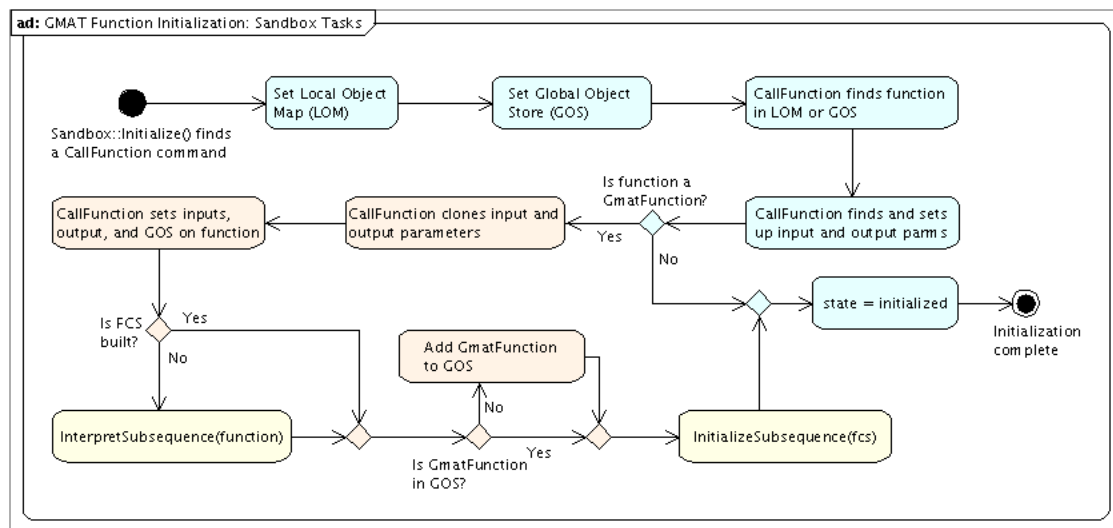 ad: GMAT Function Initialization: Sandbox Tasks
Set Local Object
Map (LOM)
Set Global Object
Store (GOS)
CallFunction finds function
in LOM or GOS
Sandbox::Initialize() finds
a CallFunction command
Is function a
GmatFunction?
CallFunction sets inputs,
output, and GOS on function
CallFunction clones input and
output parameters
Yes
CallFunction finds and sets
up input and output parms
No
state = initialized
Initialization
complete
Is FCS
built?
Yes
No
Add GmatFunction
to GOS
No
InterpretSubsequence(function)
Yes
InitializeSubsequence(fcs)
Is GmatFunction
in GOS?